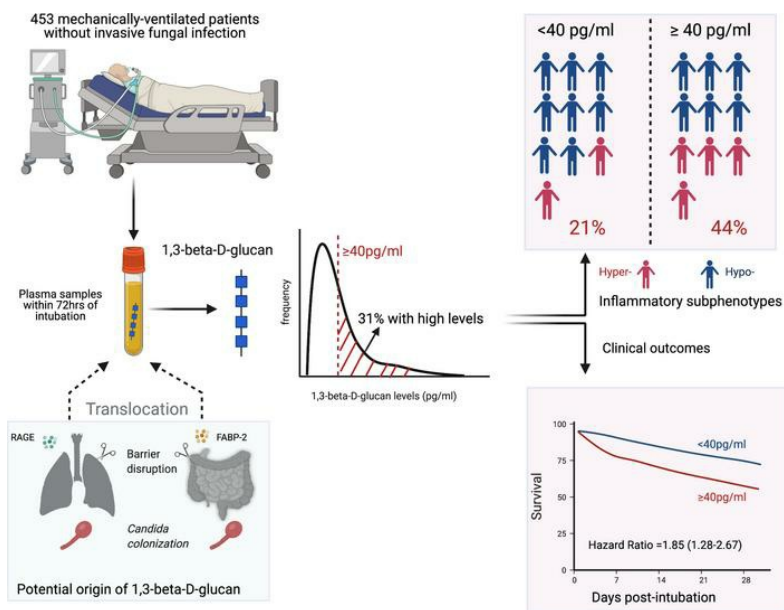 453 mechanically-ventilated patients
without invasive fungal infection
Plasma samples
within 72hrs of
intubation
1,3-beta-D-glucan
Translocation
RAGE
FABP-2
Barrier
disruption
Candida
colonization
Potential origin of 1,3-beta-D-glucan
≥40pg/ml
frequency
31% with high levels
1,3-beta-D-glucan levels (pg/ml)
<40 pg/ml
≥ 40 pg/ml
21%
44%
Hyper-
Hypo-
Inflammatory subphenotypes
Clinical outcomes
Survival
100
75
50
25
0
<40pg/ml
≥40pg/ml
Hazard Ratio =1.85 (1.28-2.67)
0
7
14
21
28
Days post-intubation